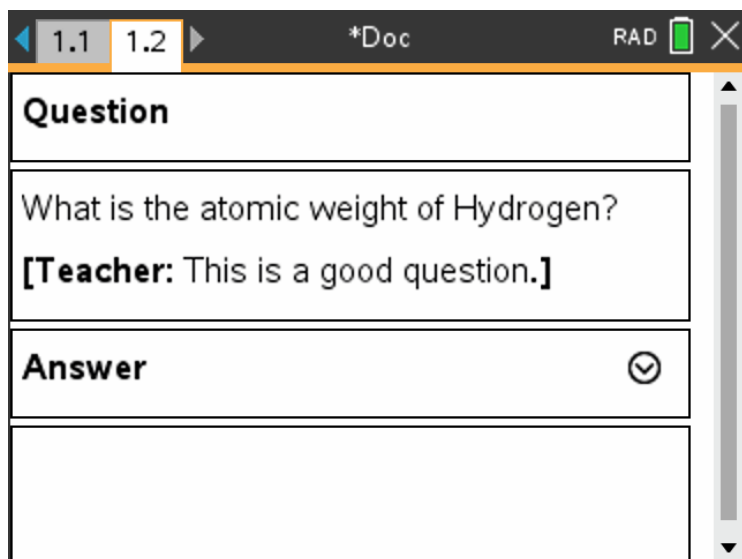 1.1 1.2 *Doc RAD
Question
What is the atomic weight of Hydrogen?
[Teacher: This is a good question.]
Answer